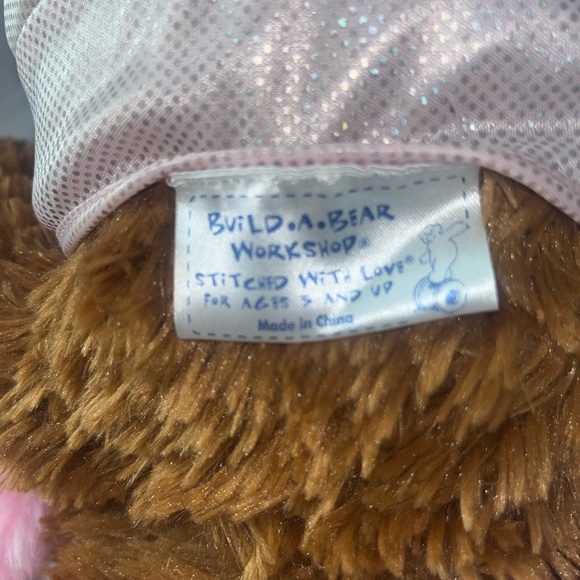 BUiLD•A•BEAR
WORKSHOP®
STiTCHED WiTH LOVE®
FOR AGES 3 AND UP
Made in China